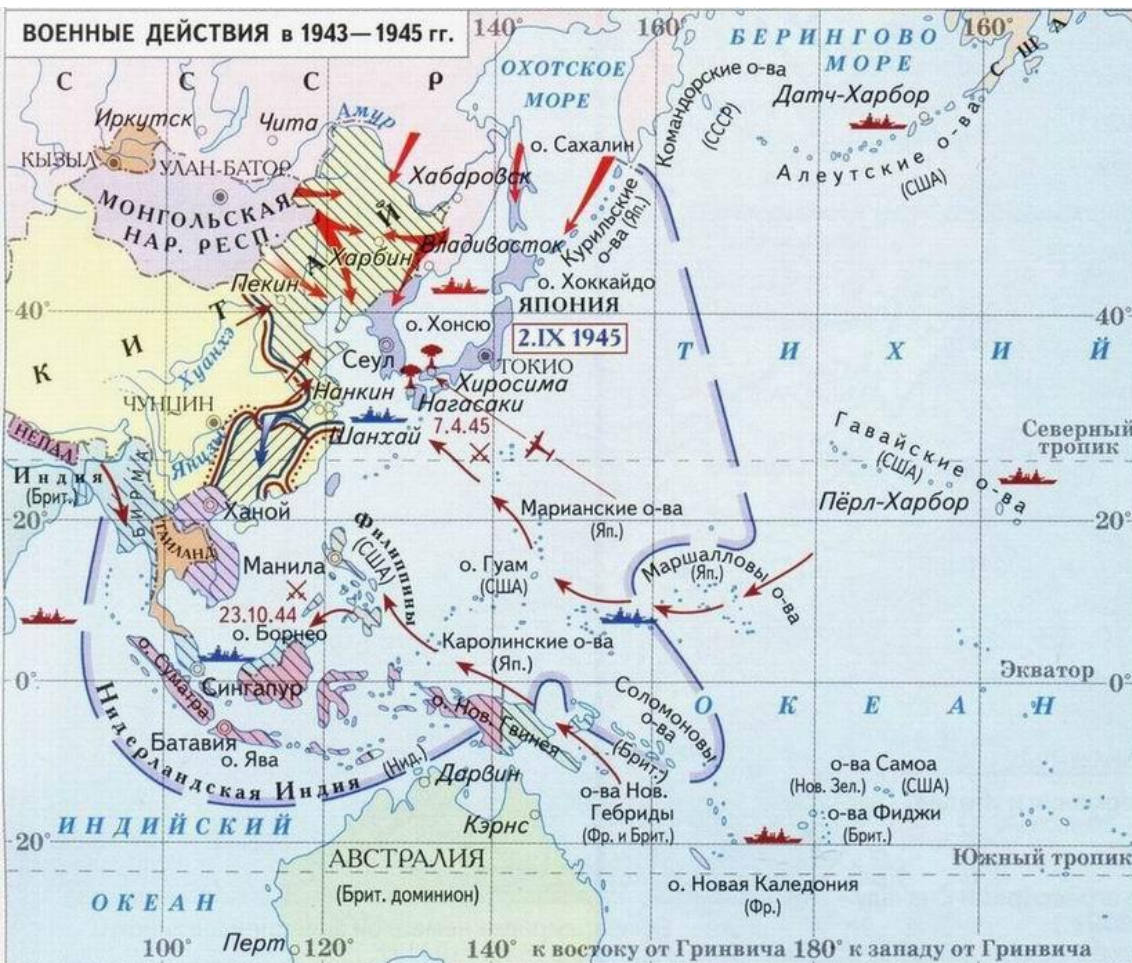 ВОЕННЫЕ ДЕЙСТВИЯ в 1943—1945 гг.
140°
160°
160°
БЕРИНГОВО
МОРЕ
США
ОХОТСКОЕ
МОРЕ
СССР
Командорские о-ва
(СССР)
Датч-Харбор
Алеутские о-ва
(США)
Иркутск
Чита
Амур
о. Сахалин
КЫЗЫЛ
УЛАН-БАТОР
Хабаровск
МОНГОЛЬСКАЯ
НАР. РЕСП.
Курильские
о-ва (Яп.)
Харбин
Владивосток
Пекин
о. Хоккайдо
40°
ЯПОНИЯ
40°
КИТАЙ
о. Хонсю
2.IX 1945
ТИХИЙ
Хуанхэ
Сеул
ТОКИО
Хиросима
Нанкин
Нагасаки
ЧУНЦИН
Шанхай
7.4.45
Янцзы
НЕПАЛ
Гавайские о-ва
(США)
Северный
тропик
Индия
(Брит.)
БИРМА
Пёрл-Харбор
Ханой
Марианские о-ва
(Яп.)
20°
20°
ТАИЛАНД
Филиппины
(США)
Манила
о. Гуам
(США)
Маршалловы
о-ва
(Яп.)
23.10.44
о. Борнео
Каролинские о-ва
(Яп.)
Экватор
0°
о. Суматра
Сингапур
0°
ОКЕАН
Соломоновы
о-ва
(Брит.)
о. Нов. Гвинея
Батавия
о. Ява
Нидерландская Индия (Нид.)
Дарвин
о-ва Самоа
(Нов. Зел.)
(США)
о-ва Нов.
Гебриды
(Фр. и Брит.)
о-ва Фиджи
(Брит.)
ИНДИЙСКИЙ
Кэрнс
20°
20°
АВСТРАЛИЯ
(Брит. доминион)
Южный тропик
о. Новая Каледония
(Фр.)
ОКЕАН
Перт
100°
120°
140°
к востоку от Гринвича
180°
к западу от Гринвича